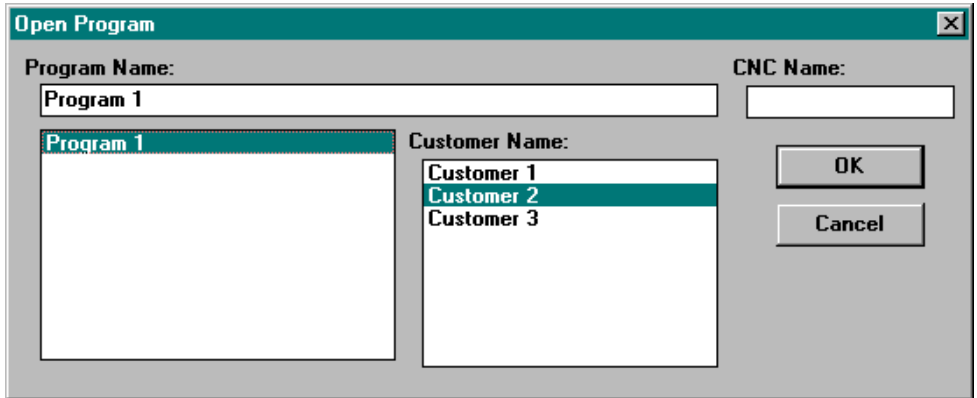 Open Program
Program Name:
CNC Name:
Program 1
Program 1
Customer Name:
Customer 1
Customer 2
Customer 3
OK
Cancel